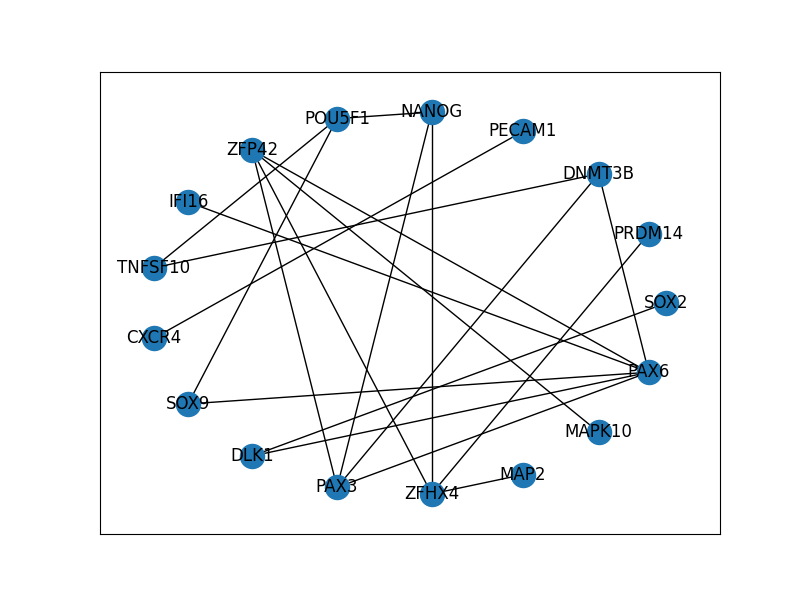 NANOG
POU5F1
PECAM1
ZFP42
DNMT3B
IFI16
PRDM14
TNFSF10
SOX2
CXCR4
PAX6
SOX9
MAPK10
DLK1
MAP2
PAX3
ZFHX4